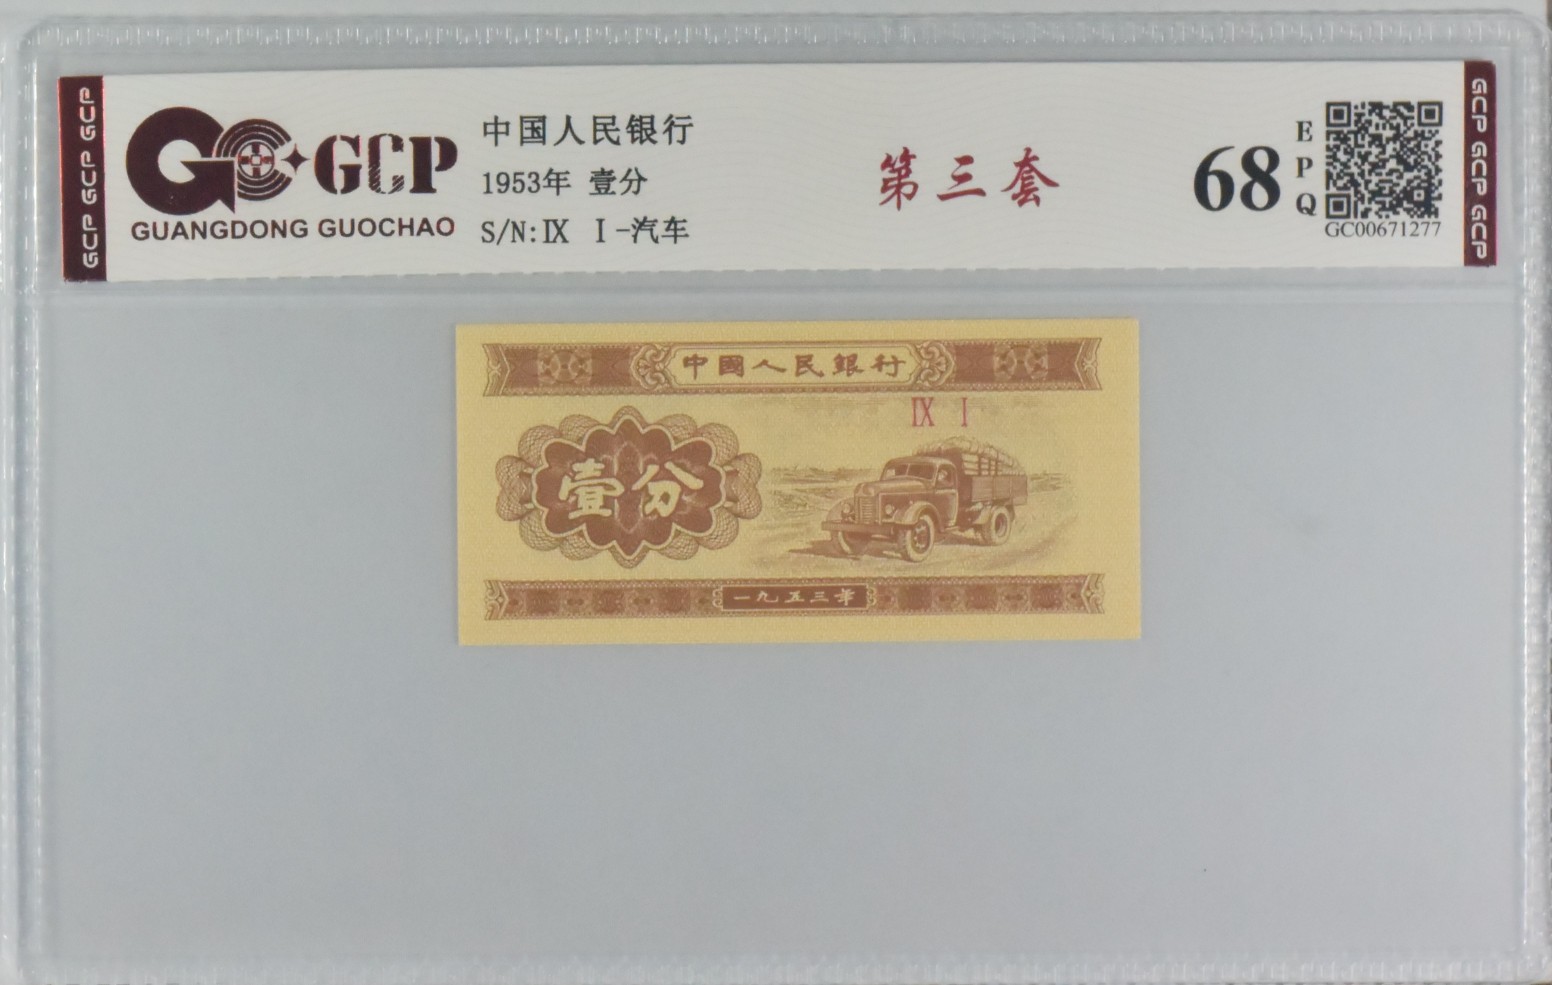 GCP GCP GCP
GCP
GUANGDONG GUOCHAO
中国人民银行
1953年 壹分
S/N:Ⅸ Ⅰ-汽车
第三套
68
EPQ
GC00671277
GCP GCP GCP
中國人民銀行
Ⅸ Ⅰ
壹分
一九五三年